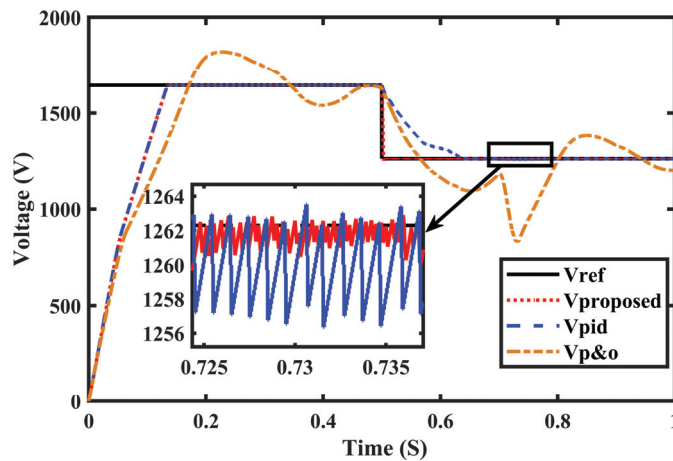 2000
1500
1000
500
0
Voltage (V)
1264
1262
1260
1258
1256
0.725 0.73 0.735
Vref
Vproposed
Vpid
Vp&o
0 0.2 0.4 0.6 0.8 1
Time (S)